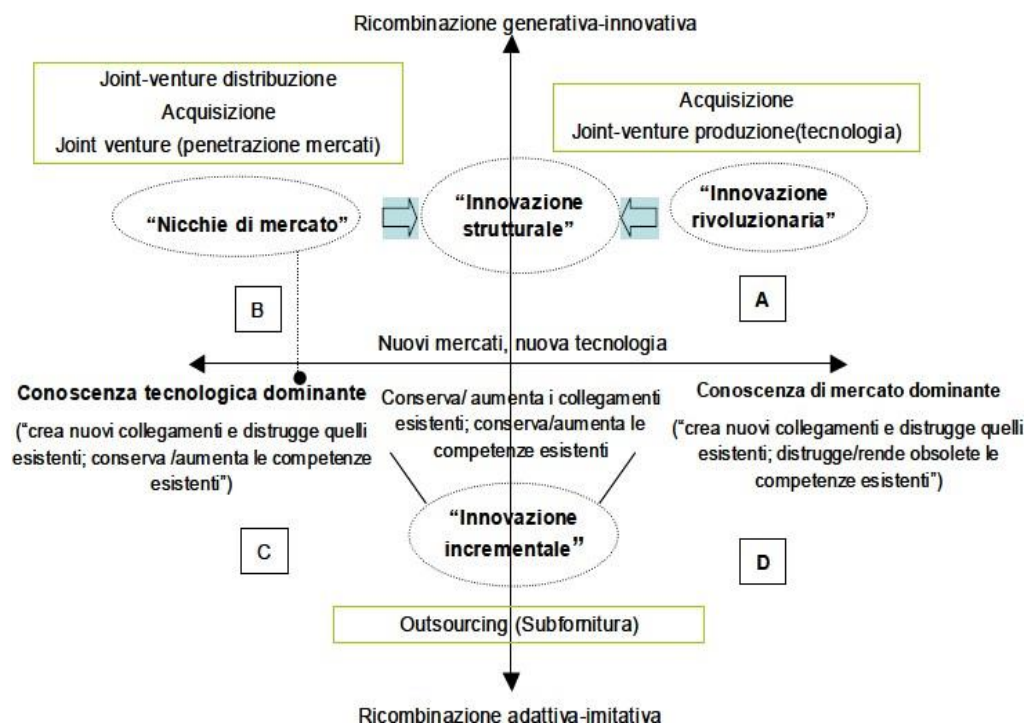 Ricombinazione generativa-innovativa
Joint-venture distribuzione
Acquisizione
Joint venture (penetrazione mercati)
Acquisizione
Joint-venture produzione(tecnologia)
“Nicchie di mercato”
“Innovazione
strutturale”
“Innovazione
rivoluzionaria”
B
A
Nuovi mercati, nuova tecnologia
Conoscenza tecnologica dominante
(“crea nuovi collegamenti e distrugge quelli
esistenti; conserva /aumenta le competenze
esistenti”)
Conserva/ aumenta i collegamenti
esistenti; conserva/aumenta le
competenze esistenti
Conoscenza di mercato dominante
(“crea nuovi collegamenti e distrugge quelli
esistenti; distrugge/rende obsolete le
competenze esistenti”)
“Innovazione
incrementale”
C
D
Outsourcing (Subfornitura)
Ricombinazione adattiva-imitativa